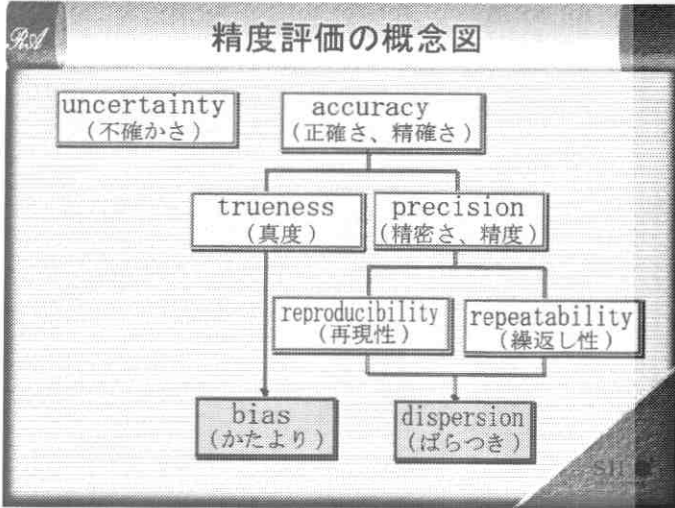 RA
精度評価の概念図
uncertainty
(不確かさ)
accuracy
(正確さ、精確さ)
trueness
(真度)
precision
(精密さ、精度)
reproducibility
(再現性)
repeatability
(繰返し性)
bias
(かたより)
dispersion
(ばらつき)
SII